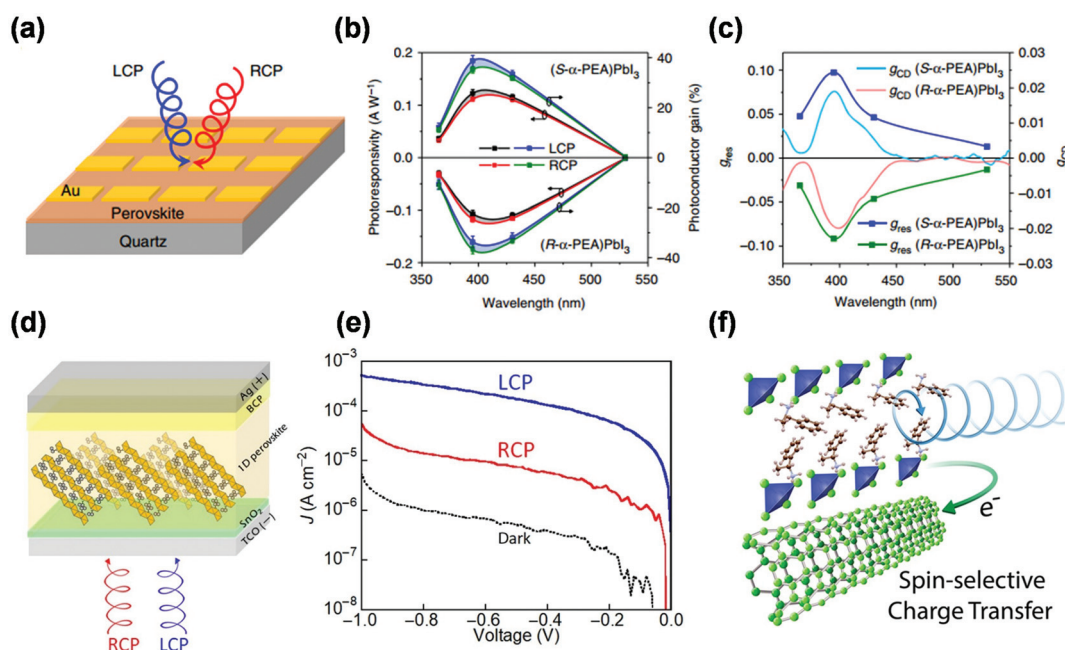 (a)
LCP
RCP
Au
Perovskite
Quartz
(b)
0.2
0.1
0.0
−0.1
−0.2
Photoresponsivity (A W⁻¹)
350
400
450
500
550
Wavelength (nm)
40
20
0
−20
−40
Photoconductor gain (%)
(S-α-PEA)PbI₃
LCP
RCP
(R-α-PEA)PbI₃
(c)
0.10
0.05
0.00
−0.05
−0.10
g_res
350
400
450
500
550
Wavelength (nm)
0.03
0.02
0.01
0.00
−0.01
−0.02
−0.03
g_CD (S-α-PEA)PbI₃
g_CD (R-α-PEA)PbI₃
g_res (S-α-PEA)PbI₃
g_res (R-α-PEA)PbI₃
(d)
Ag (+)
BCP
1D perovskite
SnO₂
TCO (−)
RCP
LCP
(e)
10⁻³
10⁻⁴
10⁻⁵
10⁻⁶
10⁻⁷
10⁻⁸
J (A cm⁻²)
LCP
RCP
Dark
−1.0
−0.8
−0.6
−0.4
−0.2
0.0
Voltage (V)
(f)
e⁻
Spin-selective
Charge Transfer